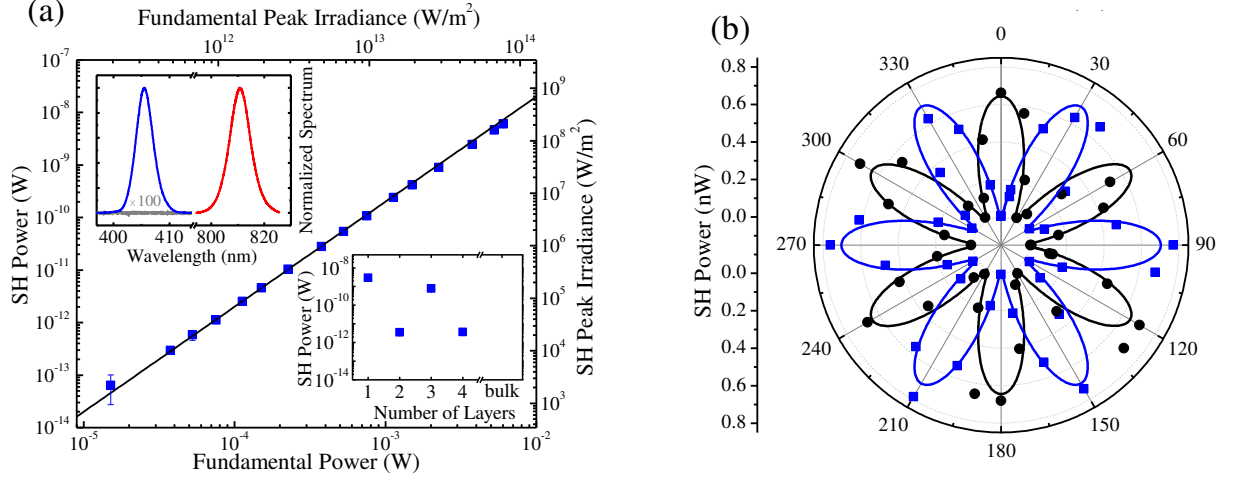 (a)
Fundamental Peak Irradiance (W/m²)
10¹² 10¹³ 10¹⁴
SH Power (W)
10⁻⁷
10⁻⁸
10⁻⁹
10⁻¹⁰
10⁻¹¹
10⁻¹²
10⁻¹³
10⁻¹⁴
×100
400 410 800 820
Wavelength (nm)
Normalized Spectrum
SH Power (W)
10⁻⁸
10⁻¹⁰
10⁻¹²
10⁻¹⁴
1 2 3 4 bulk
Number of Layers
10⁹
10⁸
10⁷
10⁶
10⁵
10⁴
10³
SH Peak Irradiance (W/m²)
10⁻⁵ 10⁻⁴ 10⁻³ 10⁻²
Fundamental Power (W)
(b)
SH Power (nW)
0.8
0.6
0.4
0.2
0.0
0.0
0.2
0.4
0.6
0.8
0
30
60
90
120
150
180
210
240
270
300
330